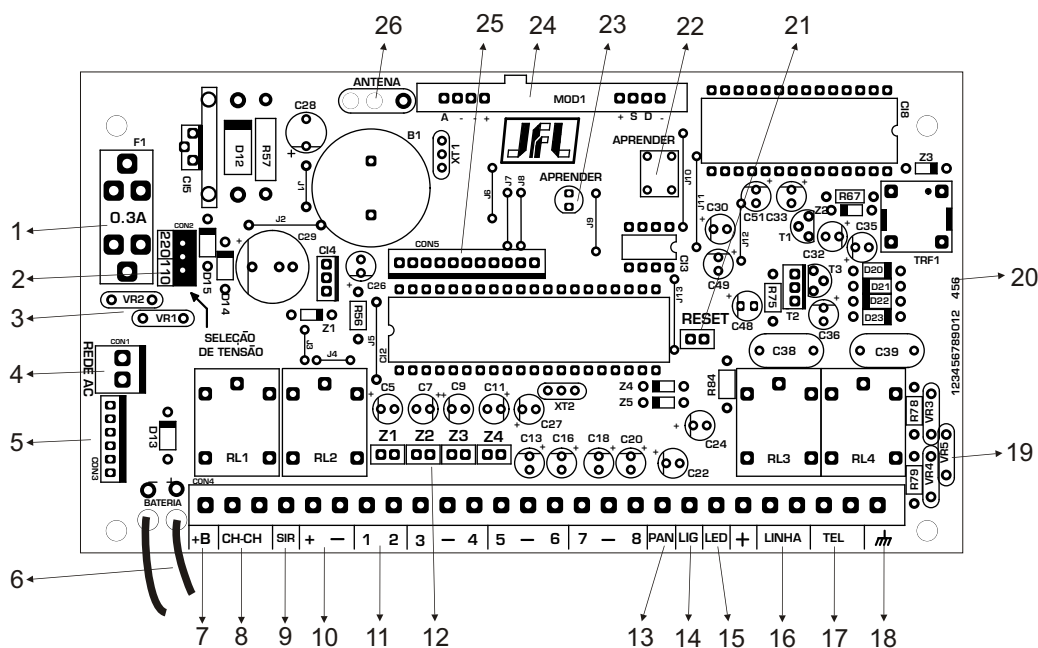 26 25 24 23 22 21
ANTENA
MOD1
A - - +
+ S D -
JFL
APRENDER
APRENDER
CI8
F1
0.3A
CI5
D12
R57
C28
+
J1
B1
XT1
J6
J7
J8
J9
J10
J11
J12
C51
C33
Z3
R67
Z2
T1
C32
C35
TRF1
C30
C49
CI3
J13
1
2
3
4
5
6
CON2
220 110
D15
D14
J2
C29
CI4
C26
CON5
SELEÇÃO
DE TENSÃO
VR2
VR1
Z1
R56
J3
J4
J5
CI2
RESET
C48
R75
T2
T3
C36
D20
D21
D22
D23
C38
C39
20
123456789012 456
CON1
REDE AC
CON3
D13
RL1
RL2
C5
C7
C9
C11
C27
XT2
Z4
Z5
R84
C24
Z1 Z2 Z3 Z4
C13
C16
C18
C20
C22
RL3
RL4
R78
R79
VR3
VR4
VR5
19
- +
BATERIA
CON4
+B CH-CH SIR + - 1 2 3 - 4 5 - 6 7 - 8 PAN LIG LED + LINHA TEL
7 8 9 10 11 12 13 14 15 16 17 18